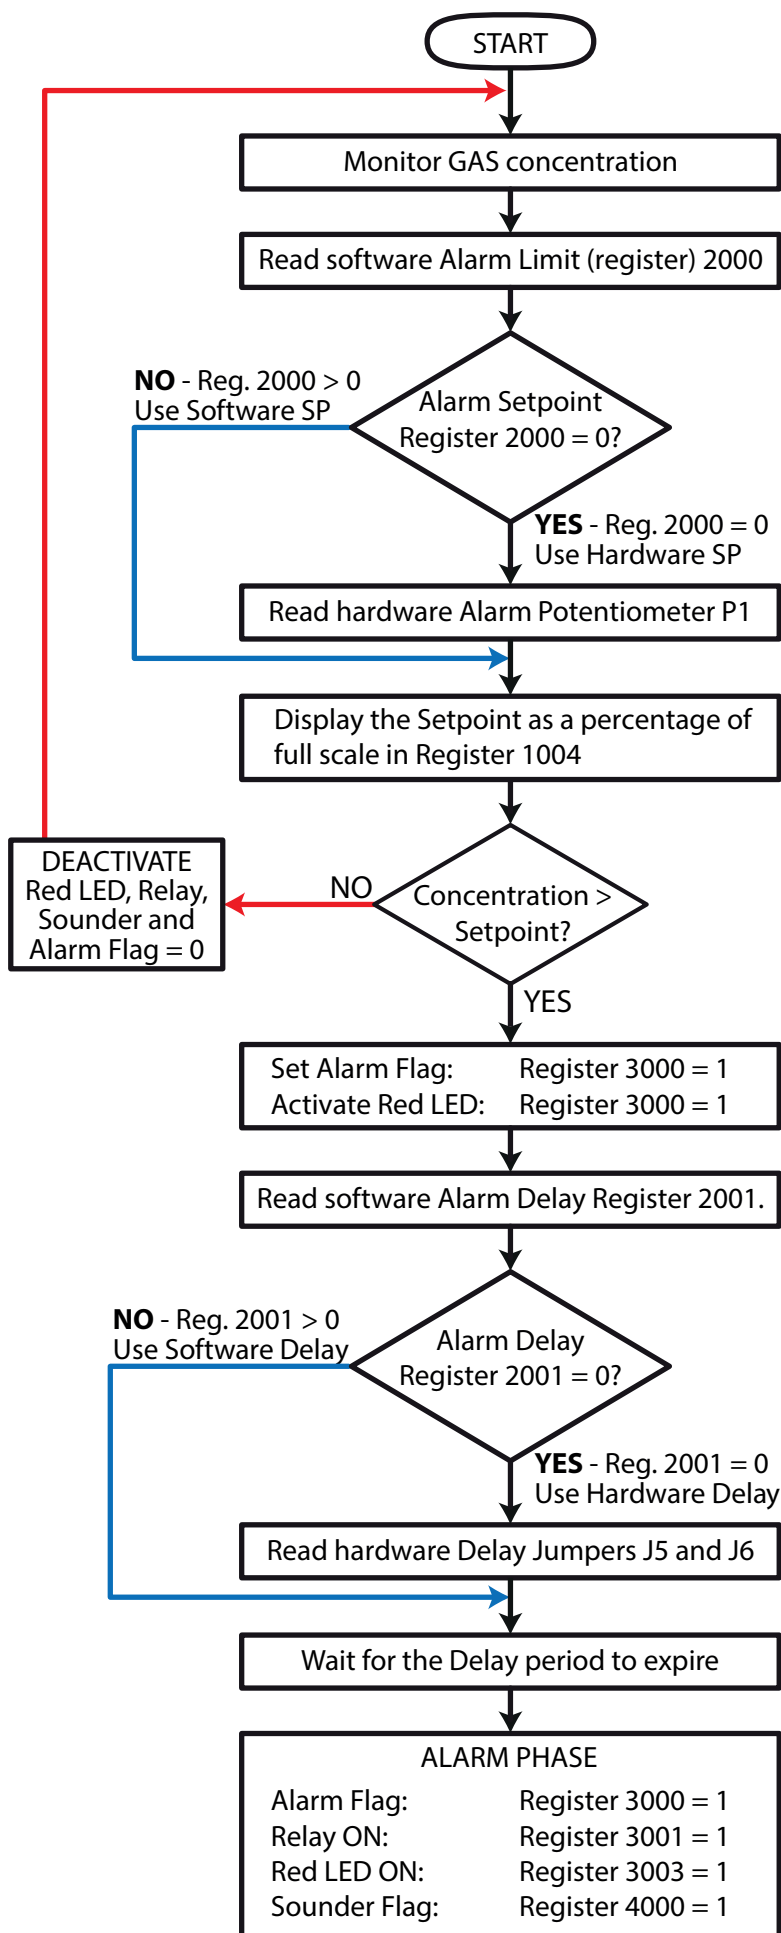 START
Monitor GAS concentration
Read software Alarm Limit (register) 2000
NO - Reg. 2000 > 0
Use Software SP
Alarm Setpoint
Register 2000 = 0?
YES - Reg. 2000 = 0
Use Hardware SP
Read hardware Alarm Potentiometer P1
Display the Setpoint as a percentage of
full scale in Register 1004
DEACTIVATE
Red LED, Relay,
Sounder and
Alarm Flag = 0
NO
Concentration >
Setpoint?
YES
Set Alarm Flag: Register 3000 = 1
Activate Red LED: Register 3000 = 1
Read software Alarm Delay Register 2001.
NO - Reg. 2001 > 0
Use Software Delay
Alarm Delay
Register 2001 = 0?
YES - Reg. 2001 = 0
Use Hardware Delay
Read hardware Delay Jumpers J5 and J6
Wait for the Delay period to expire
ALARM PHASE
Alarm Flag: Register 3000 = 1
Relay ON: Register 3001 = 1
Red LED ON: Register 3003 = 1
Sounder Flag: Register 4000 = 1